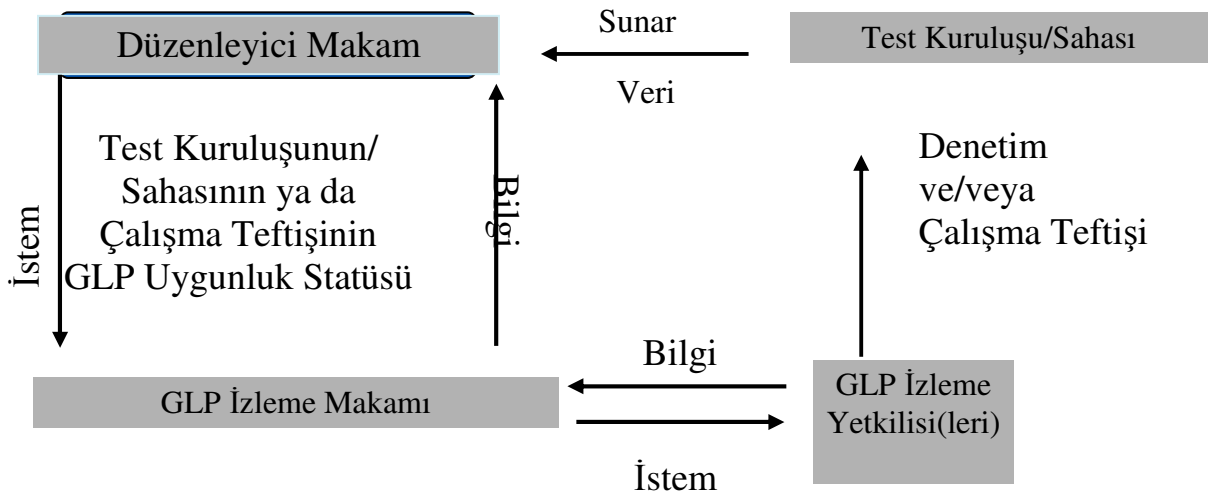 Düzenleyici Makam
Sunar
Veri
Test Kuruluşu/Sahası
İstem
Test Kuruluşunun/
Sahasının ya da
Çalışma Teftişinin
GLP Uygunluk Statüsü
Bilgi
Denetim
ve/veya
Çalışma Teftişi
GLP İzleme Makamı
Bilgi
İstem
GLP İzleme
Yetkilisi(leri)